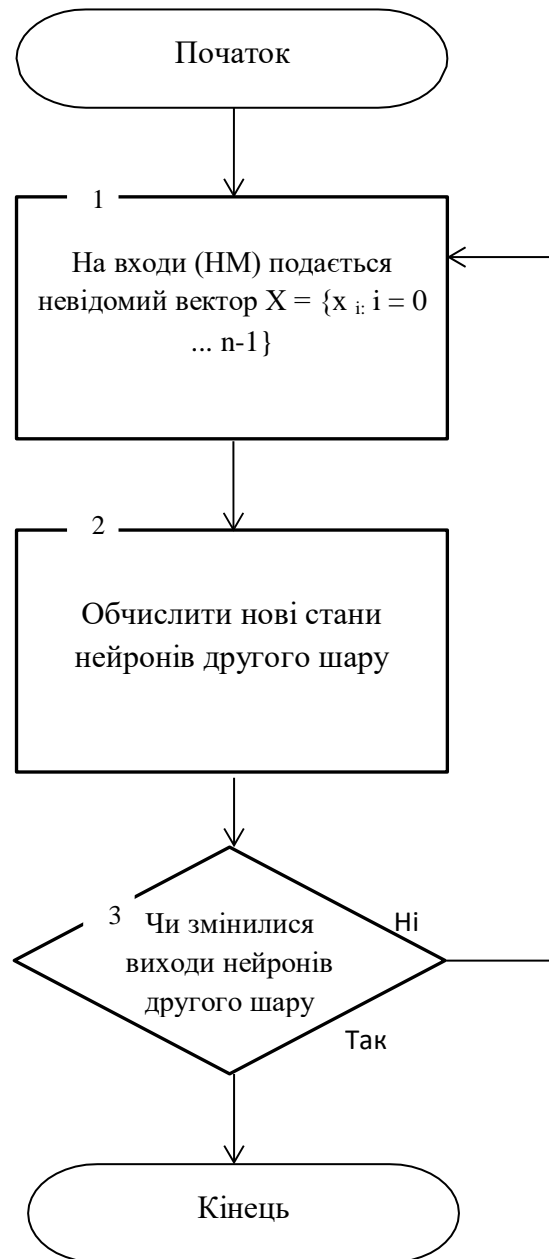 Початок
1
На входи (НМ) подається
невідомий вектор X = {x i: i = 0
... n-1}
2
Обчислити нові стани
нейронів другого шару
3
Чи змінилися
виходи нейронів
другого шару
Ні
Так
Кінець